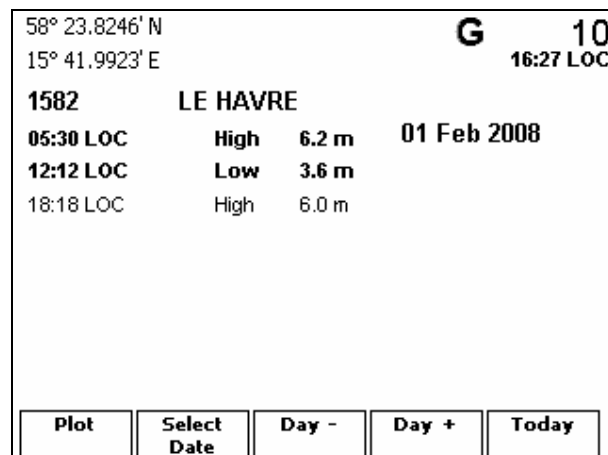 58° 23.8246' N
G 10
15° 41.9923' E
16:27 LOC
1582 LE HAVRE
05:30 LOC High 6.2 m 01 Feb 2008
12:12 LOC Low 3.6 m
18:18 LOC High 6.0 m
Plot Select Date Day - Day + Today